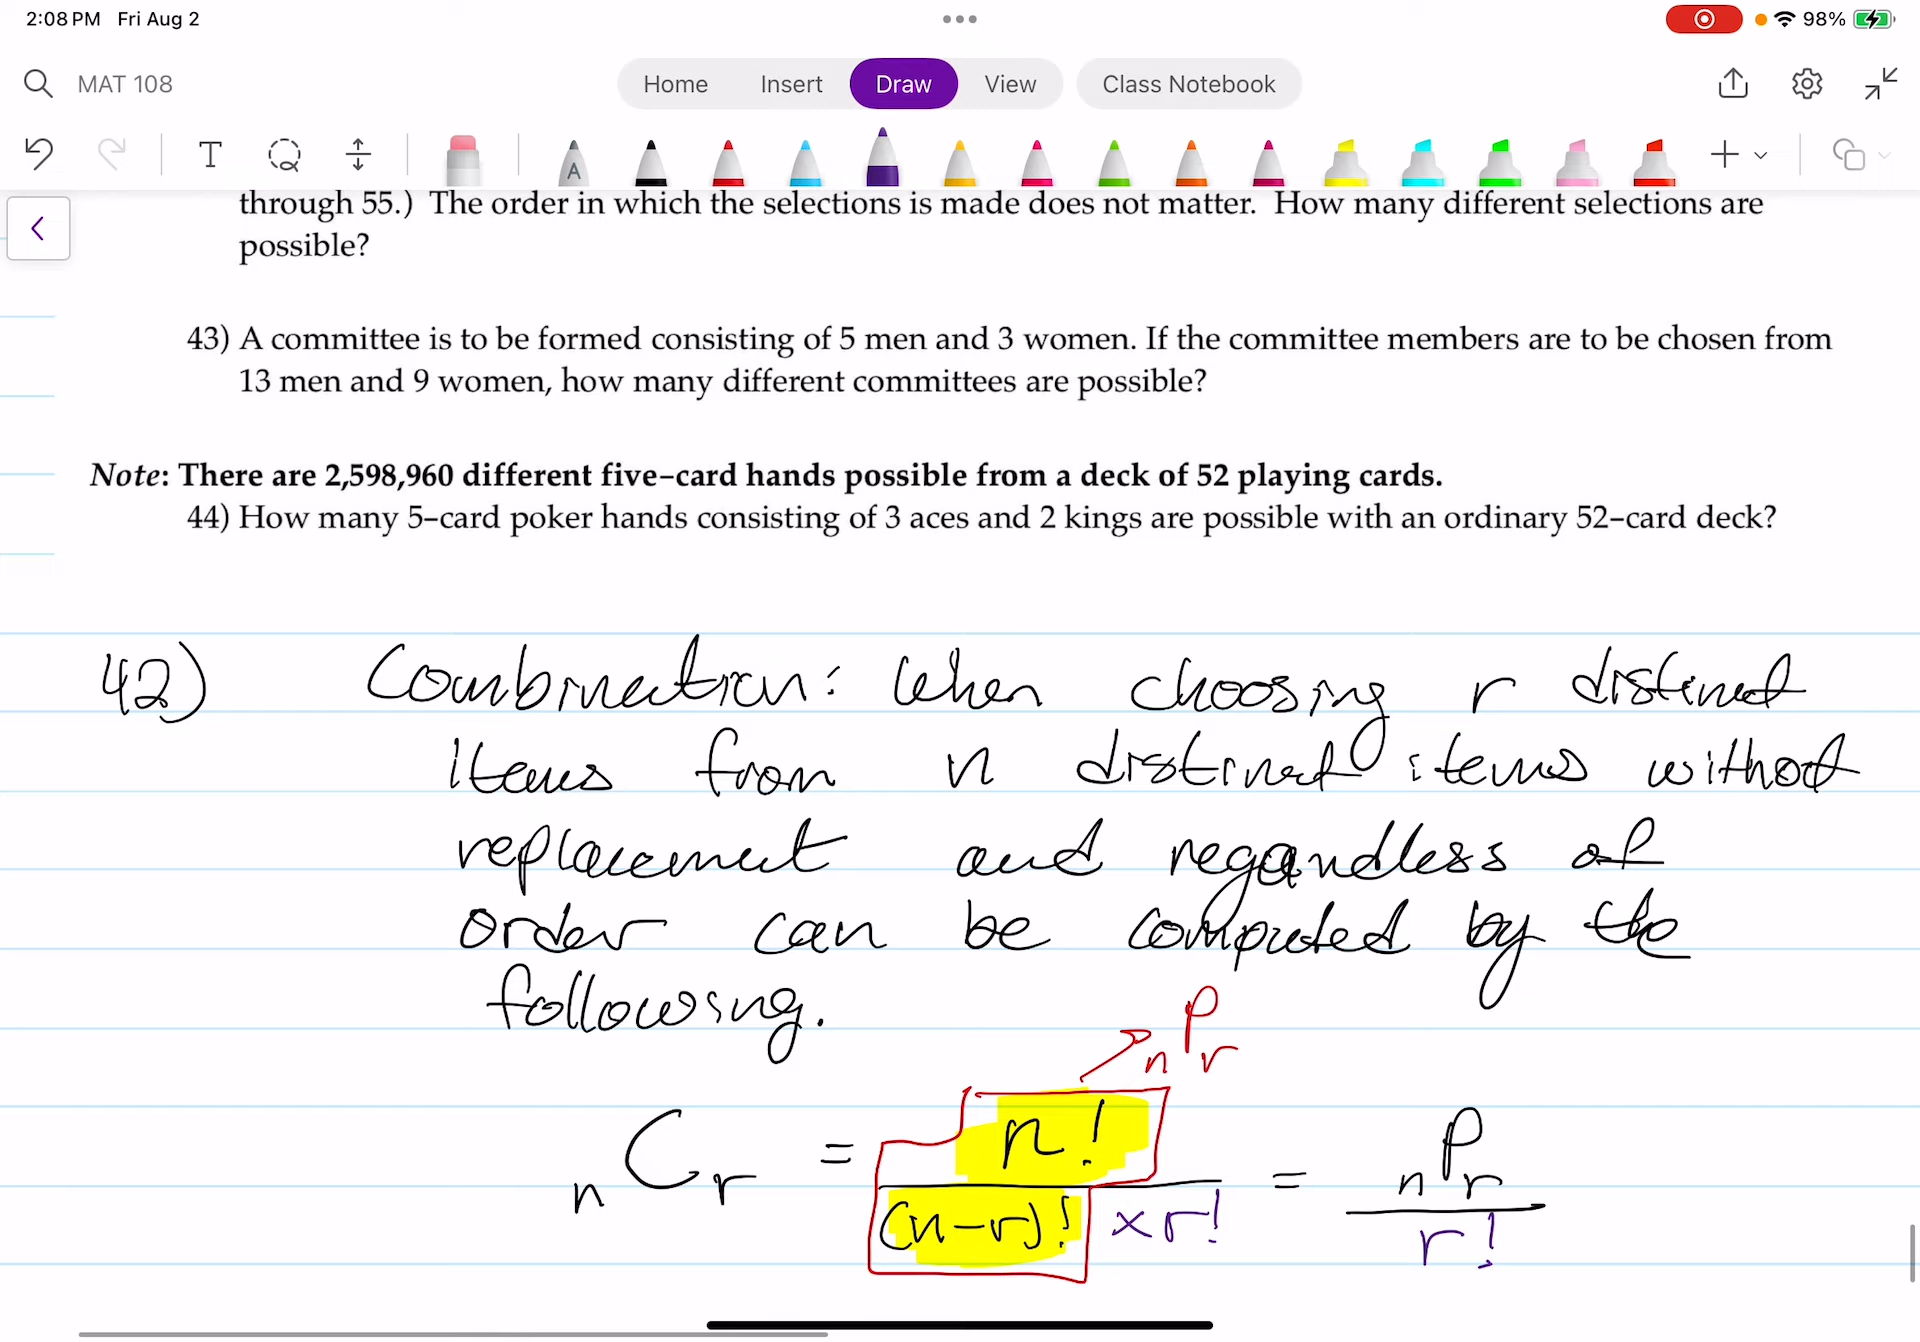 2:08 PM Fri Aug 2
98%
MAT 108
Home Insert Draw View Class Notebook
T
A
through 55.) The order in which the selections is made does not matter. How many different selections are
possible?
43) A committee is to be formed consisting of 5 men and 3 women. If the committee members are to be chosen from
13 men and 9 women, how many different committees are possible?
Note: There are 2,598,960 different five-card hands possible from a deck of 52 playing cards.
44) How many 5-card poker hands consisting of 3 aces and 2 kings are possible with an ordinary 52-card deck?
42) Combination: When choosing r distinct
items from n distinct items without
replacement and regardless of
order can be computed by the
following.
nPr
nCr = n! / (n-r)! × r! = nPr / r!